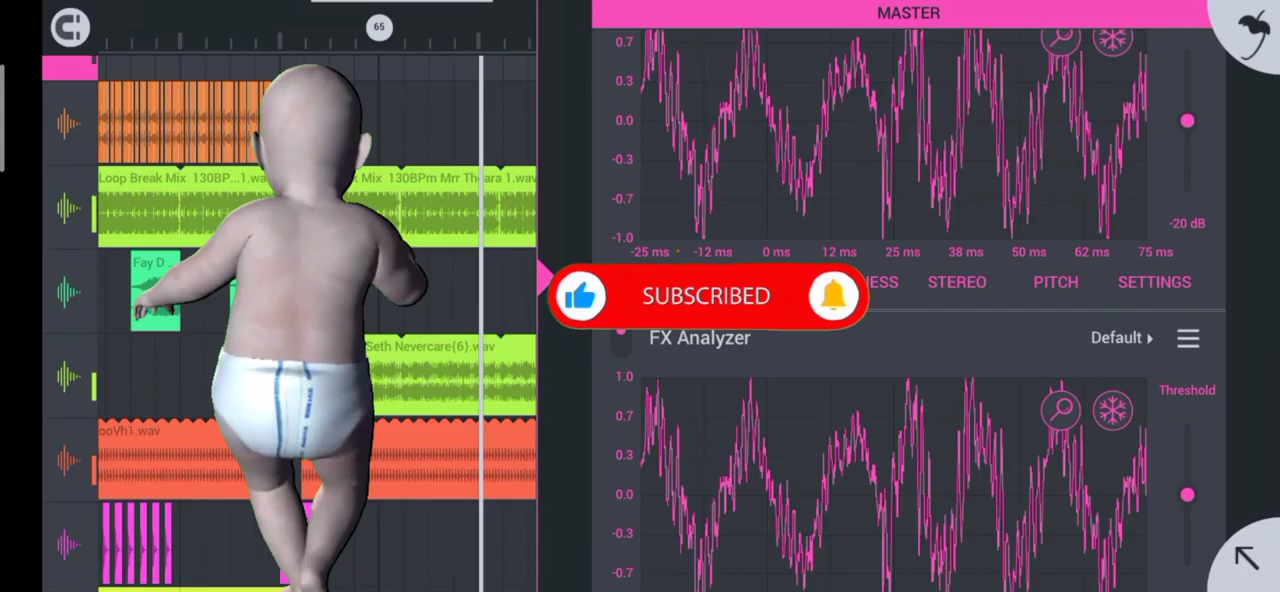 65
MASTER
Loop Break Mix 130BP...1.wa
k Mix 130BPm Mrr Th ara 1.wav
Fay D
Seth Nevercare{6}.wav
ooVh1.wav
0.7
0.3
0.0
-0.3
-0.7
-1.0
-25 ms
-12 ms
0 ms
12 ms
25 ms
38 ms
50 ms
62 ms
75 ms
-20 dB
SUBSCRIBED
NESS
STEREO
PITCH
SETTINGS
FX Analyzer
Default
1.0
0.7
0.3
0.0
-0.3
-0.7
Threshold